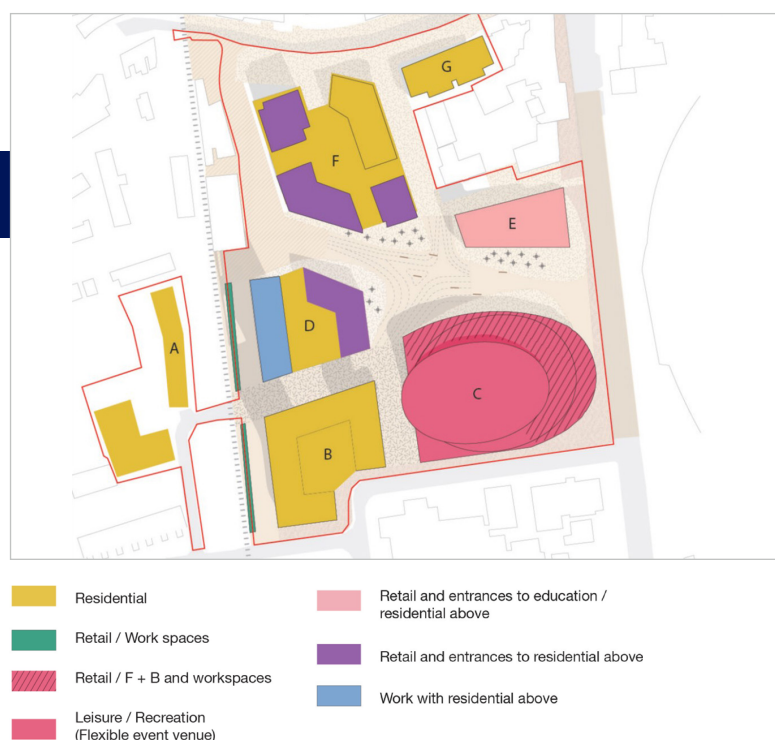 G
F
E
A
D
C
B
Residential
Retail / Work spaces
Retail / F + B and workspaces
Leisure / Recreation
(Flexible event venue)
Retail and entrances to education /
residential above
Retail and entrances to residential above
Work with residential above